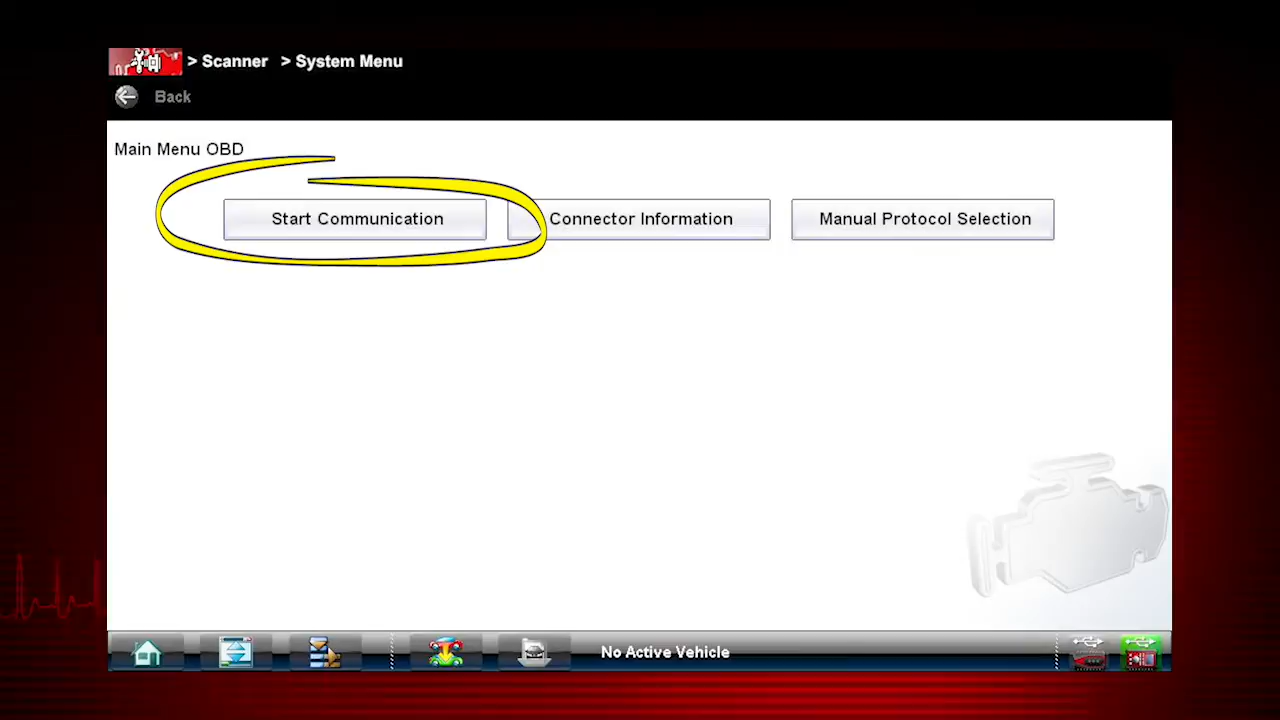 > Scanner > System Menu
Back
Main Menu OBD
Start Communication
Connector Information
Manual Protocol Selection
No Active Vehicle